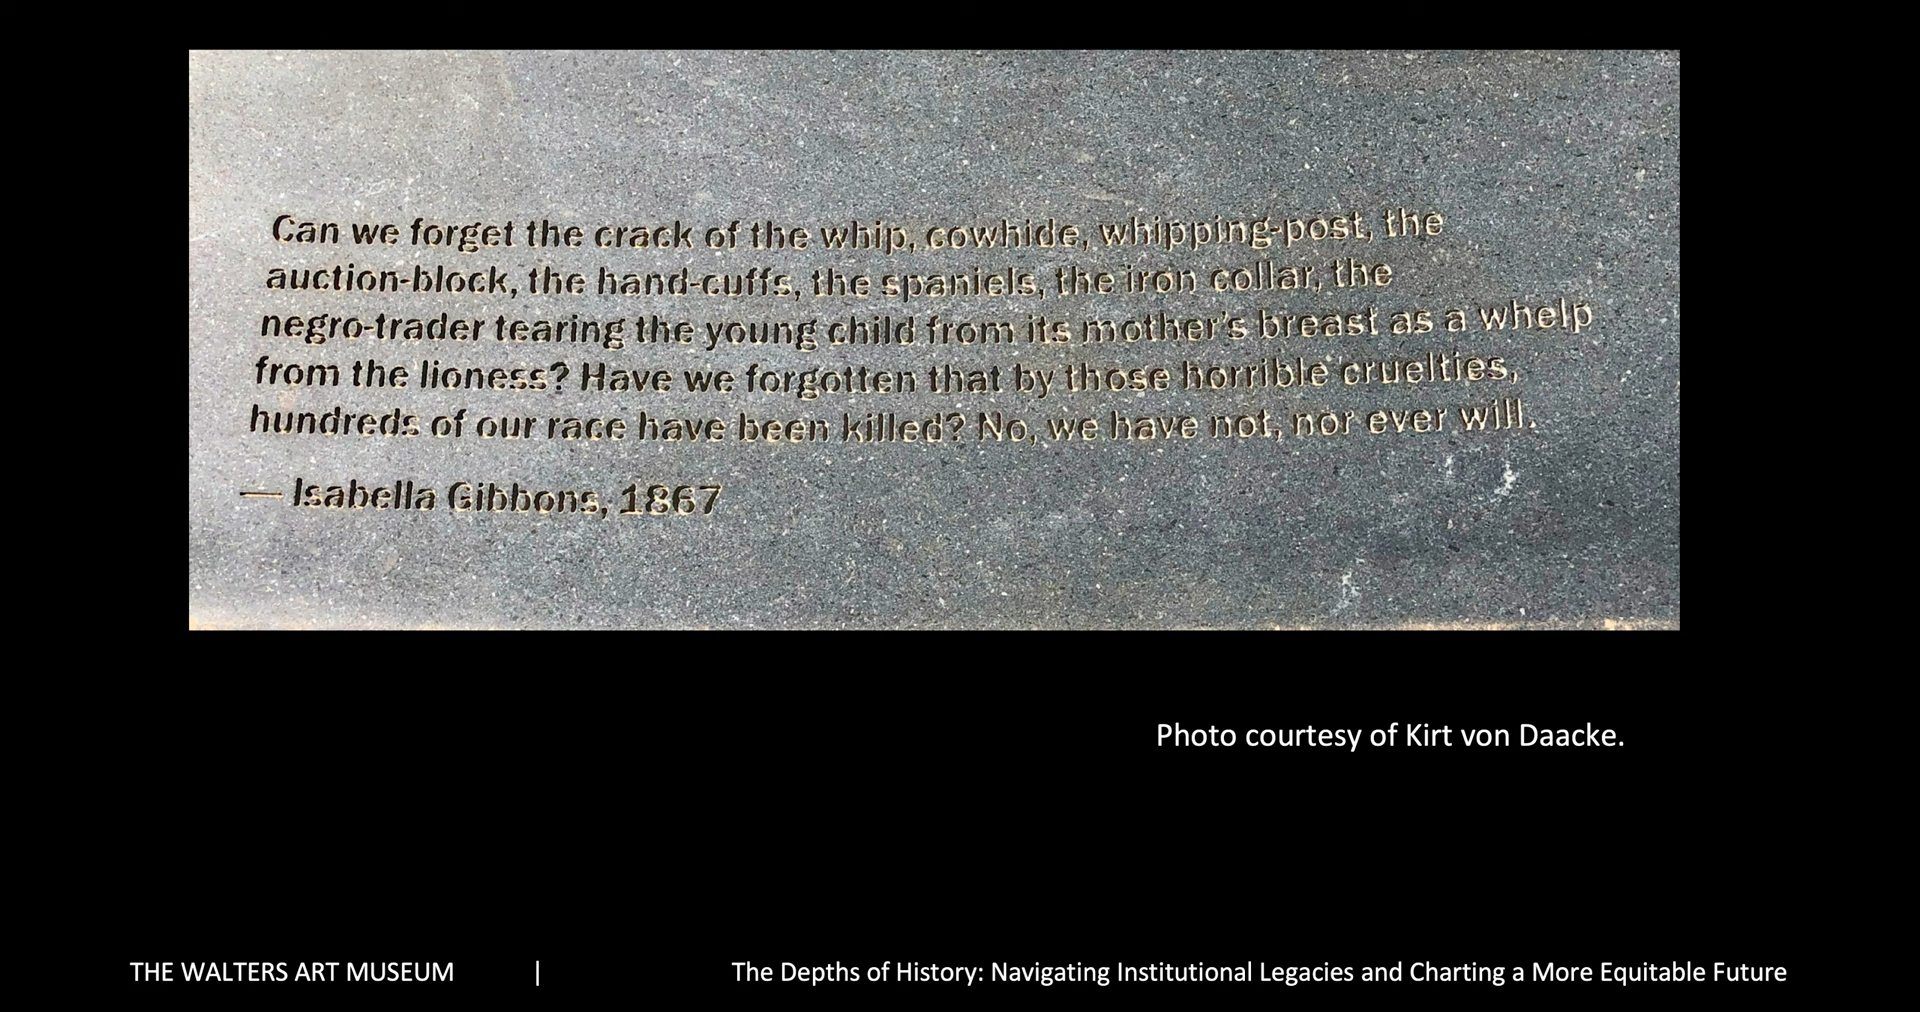 Can we forget the crack of the whip, cowhide, whipping-post, the
auction-block, the hand-cuffs, the spaniels, the iron collar, the
negro-trader tearing the young child from its mother's breast as a whelp
from the lioness? Have we forgotten that by those horrible cruelties,
hundreds of our race have been killed? No, we have not, nor ever will.
— Isabella Gibbons, 1867
Photo courtesy of Kirt von Daacke.
THE WALTERS ART MUSEUM | The Depths of History: Navigating Institutional Legacies and Charting a More Equitable Future